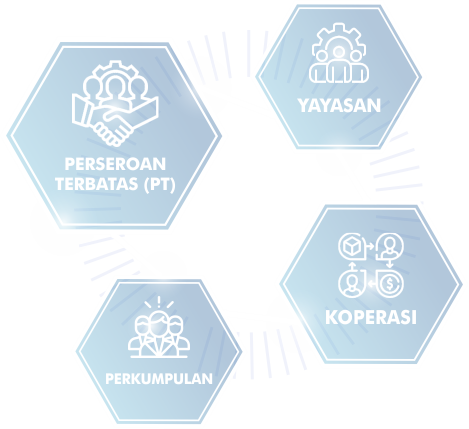 YAYASAN
PERSEROAN
TERBATAS (PT)
KOPERASI
PERKUMPULAN